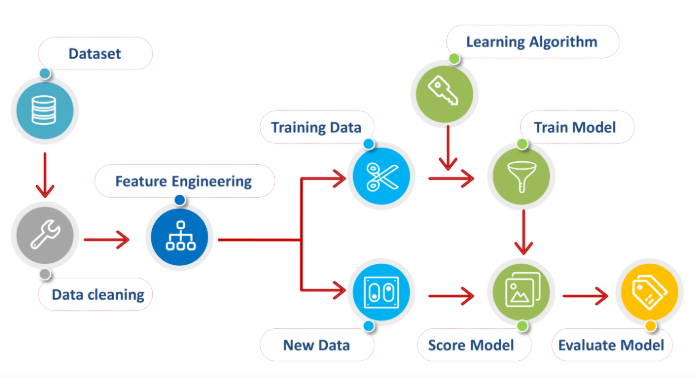 Dataset
Learning Algorithm
Training Data
Train Model
Feature Engineering
Data cleaning
New Data
Score Model
Evaluate Model